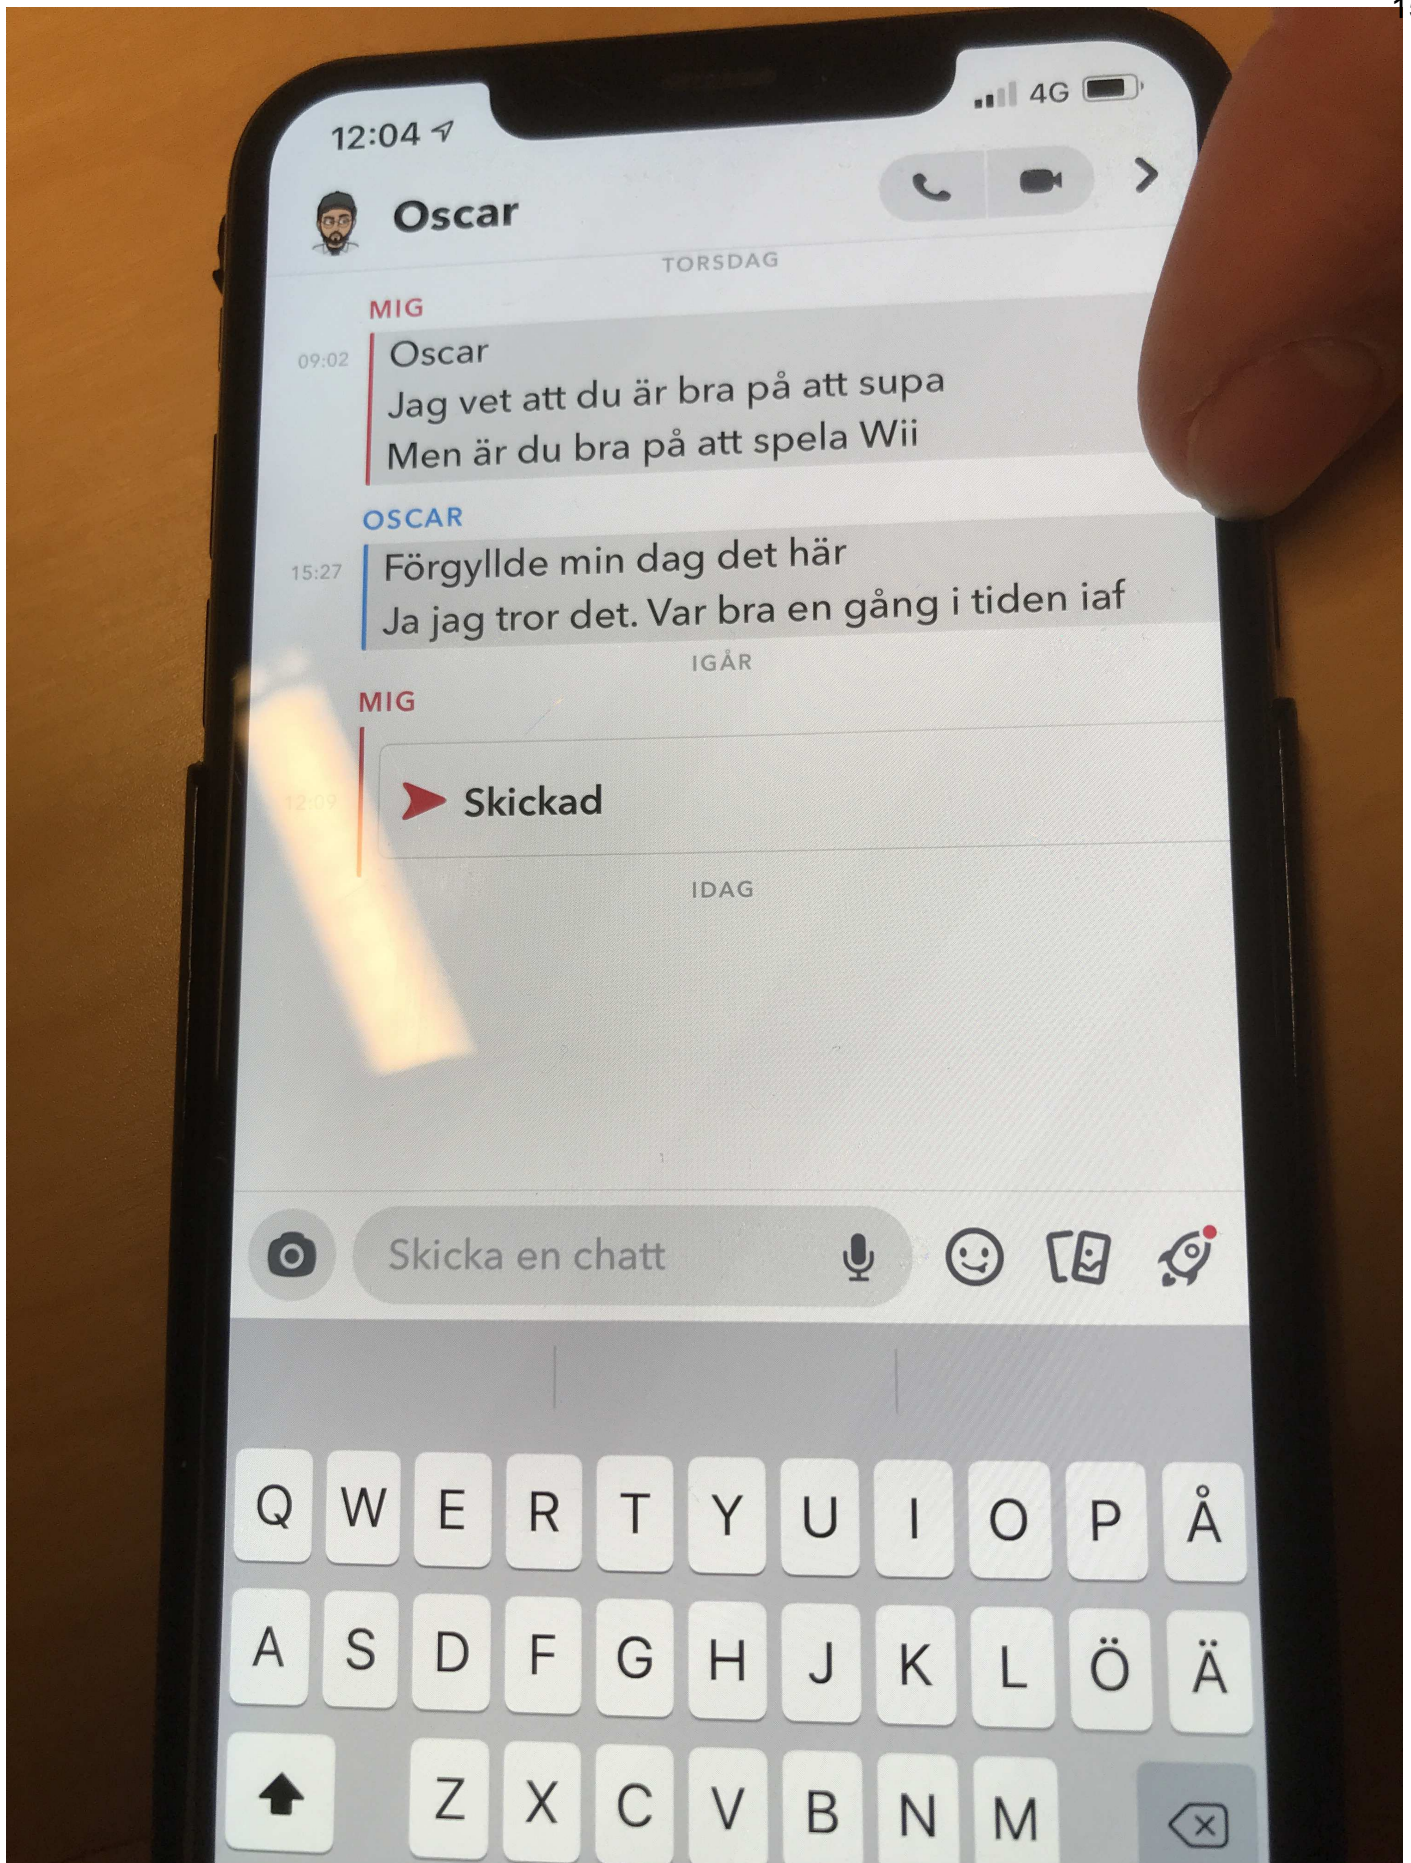 12:04
4G
Oscar
TORSDAG
MIG
09:02
Oscar
Jag vet att du är bra på att supa
Men är du bra på att spela Wii
OSCAR
15:27
Förgyllde min dag det här
Ja jag tror det. Var bra en gång i tiden iaf
IGÅR
MIG
12:09
Skickad
IDAG
Skicka en chatt
Q W E R T Y U I O P Å
A S D F G H J K L Ö Ä
Z X C V B N M